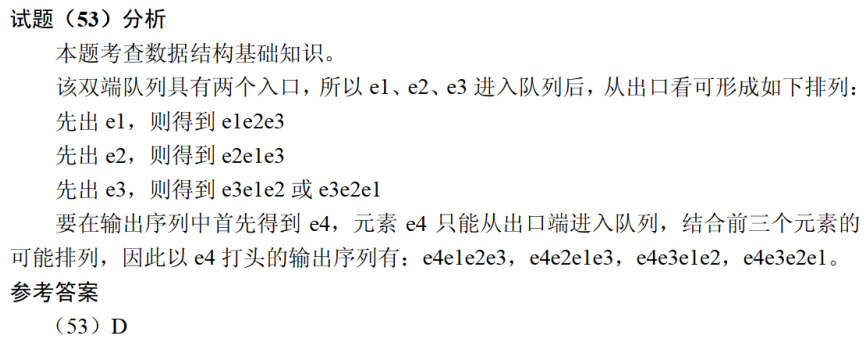 试题（53）分析
本题考查数据结构基础知识。
该双端队列具有两个入口，所以 e1、e2、e3 进入队列后，从出口看可形成如下排列：
先出 e1，则得到 e1e2e3
先出 e2，则得到 e2e1e3
先出 e3，则得到 e3e1e2 或 e3e2e1
要在输出序列中首先得到 e4，元素 e4 只能从出口端进入队列，结合前三个元素的
可能排列，因此以 e4 打头的输出序列有：e4e1e2e3，e4e2e1e3，e4e3e1e2，e4e3e2e1。
参考答案
（53）D